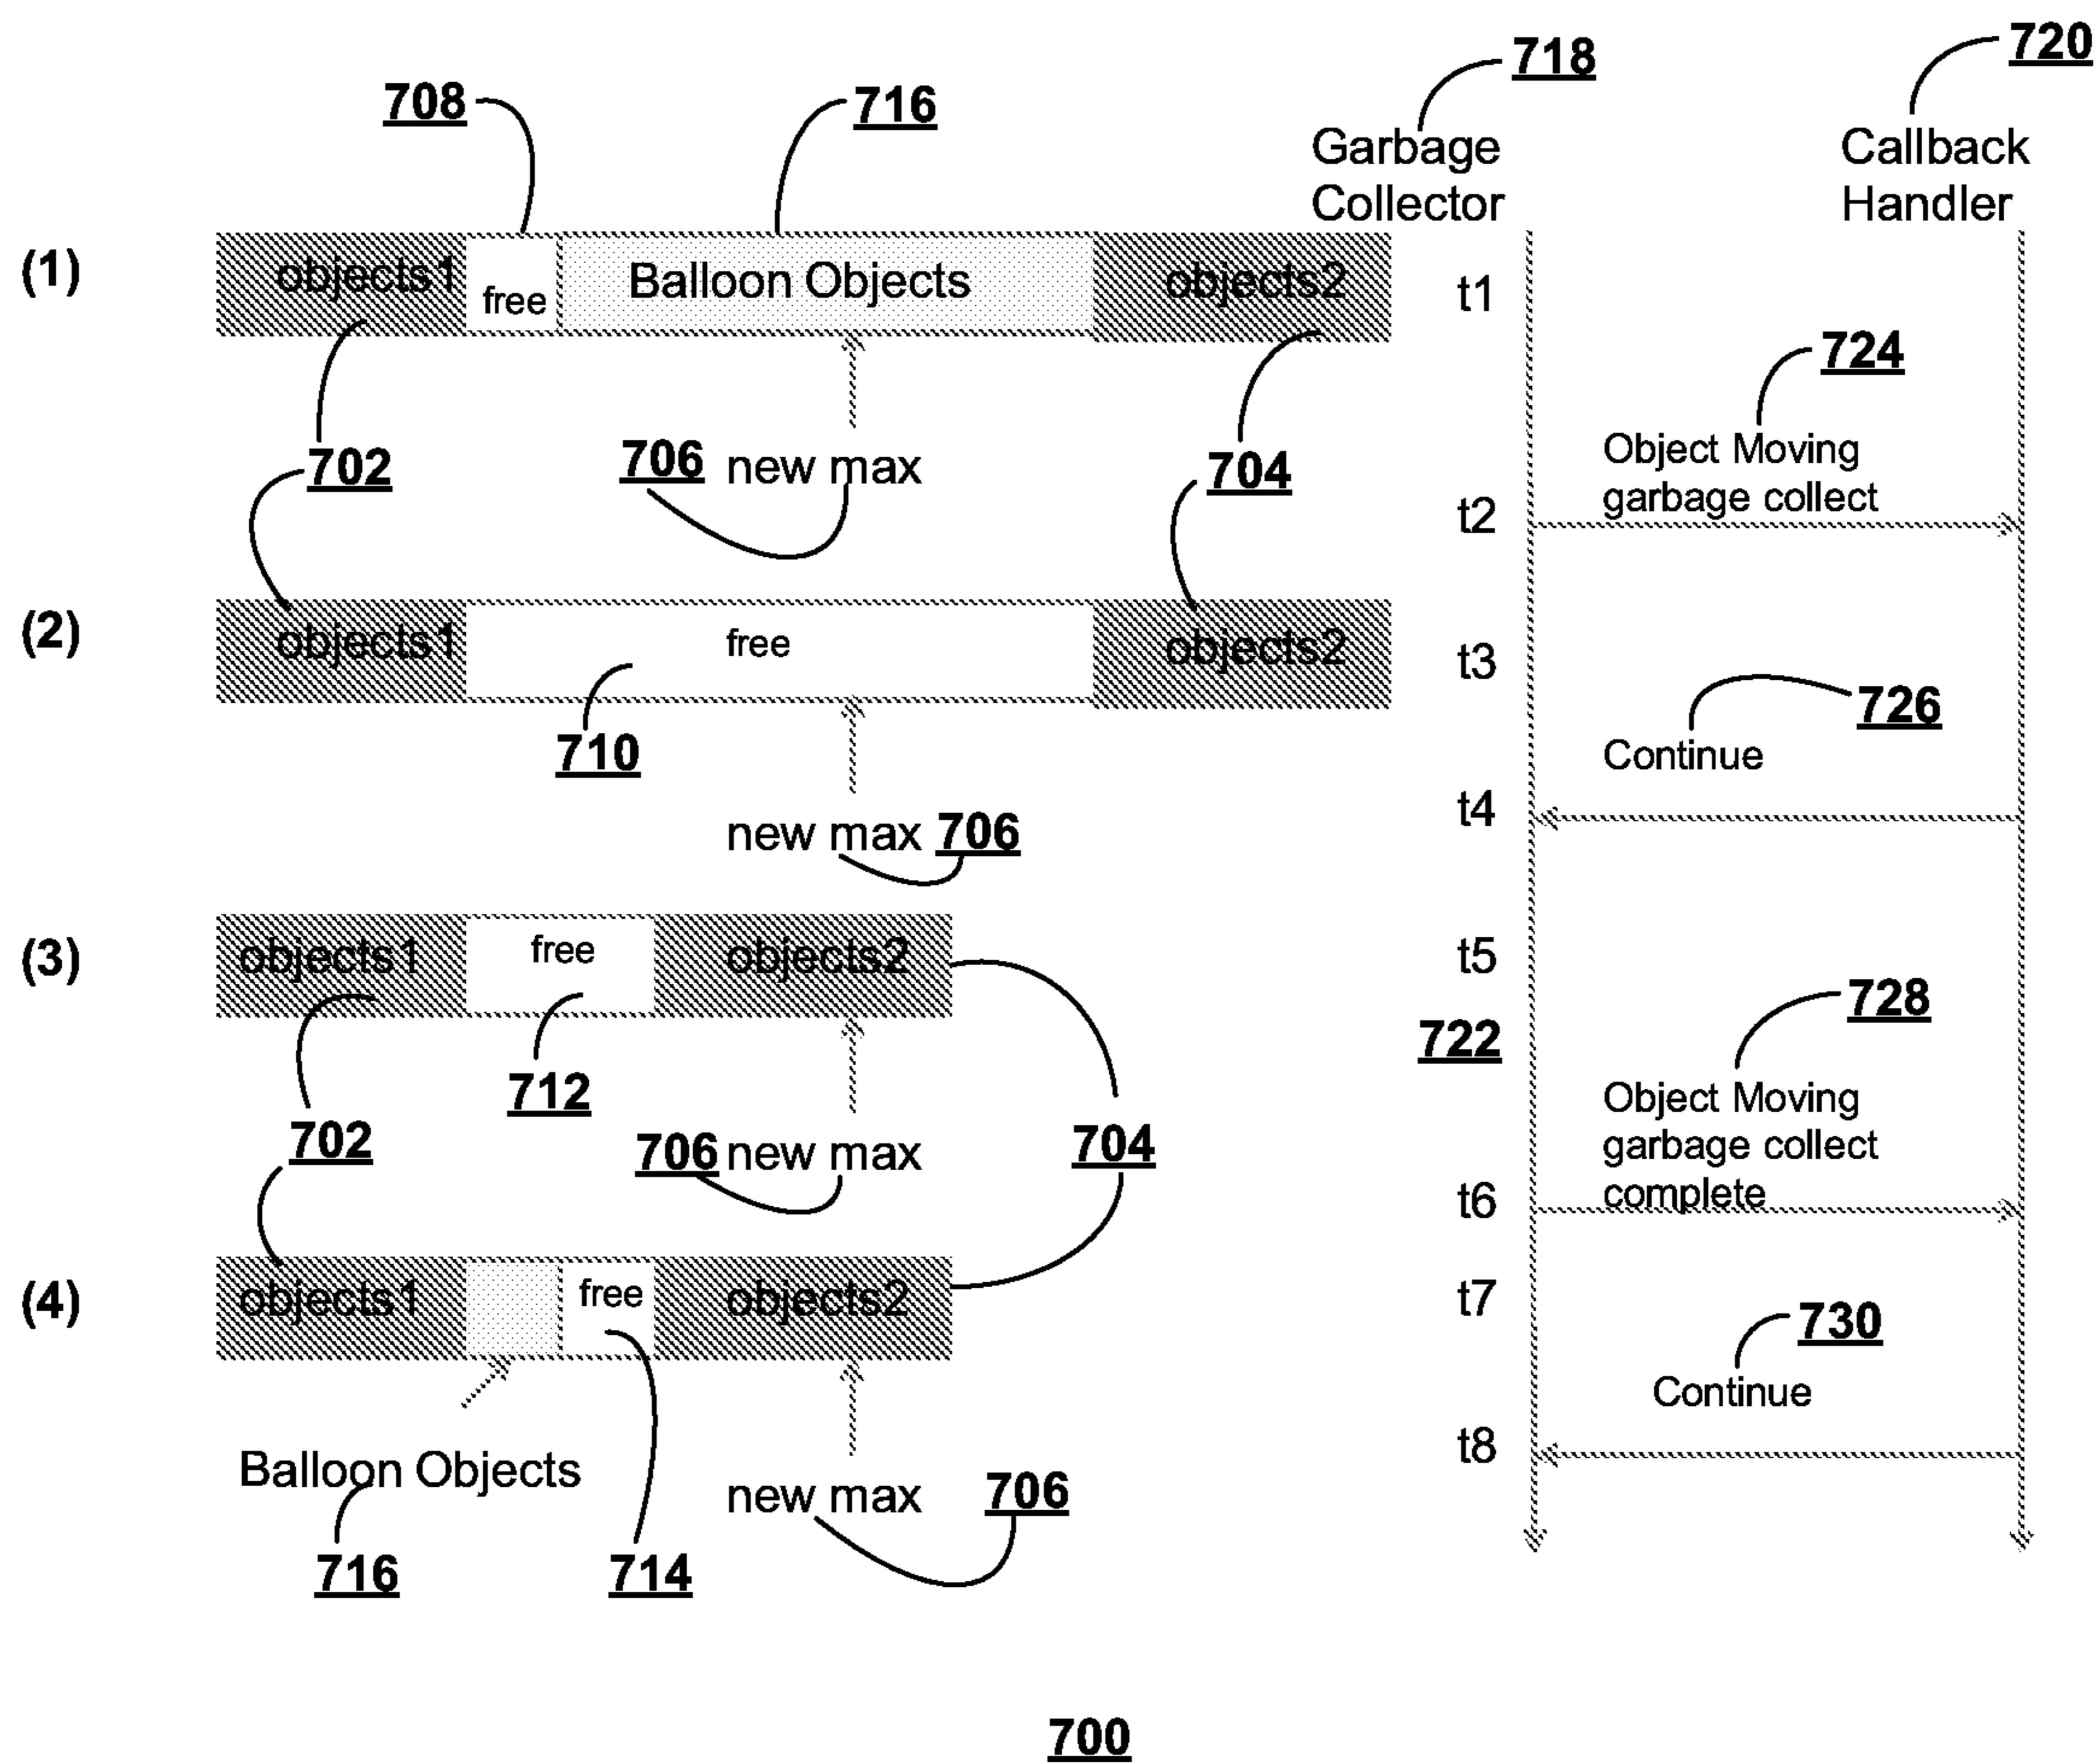 720
718
708
716
Garbage
Collector
Callback
Handler
(1)
objects1
free
Balloon Objects
objects2
t1
724
Object Moving
garbage collect
702
706 new max
704
t2
(2)
objects1
free
objects2
t3
726
710
Continue
t4
new max 706
(3)
objects1
free
objects2
t5
728
722
712
Object Moving
garbage collect
complete
702
706 new max
704
t6
(4)
objects1
free
objects2
t7
730
Continue
t8
Balloon Objects
new max 706
716
714
700